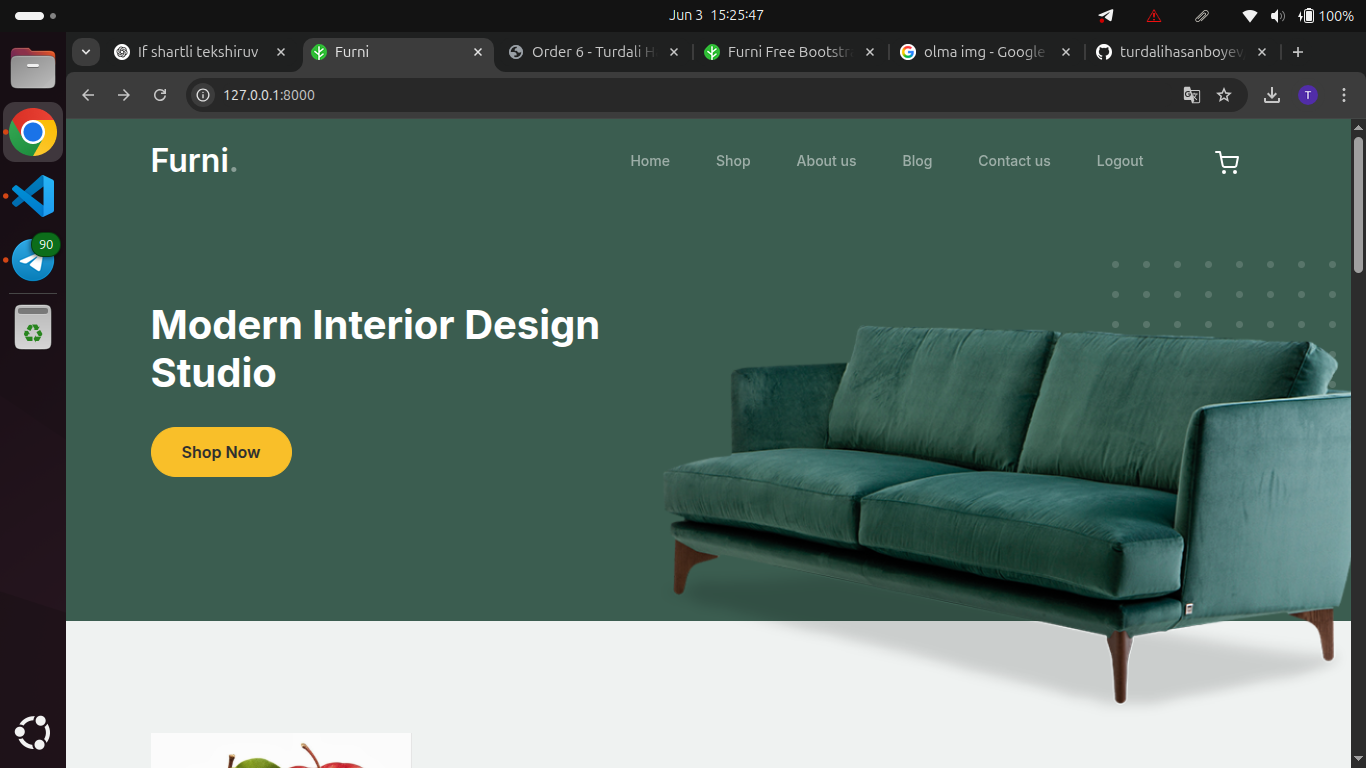 Jun 3 15:25:47
100%
If shartli tekshiruv
Furni
Order 6 - Turdali H
Furni Free Bootstra
olma img - Google
turdalihasanboyev
127.0.0.1:8000
T
90
Furni.
Home
Shop
About us
Blog
Contact us
Logout
Modern Interior Design
Studio
Shop Now